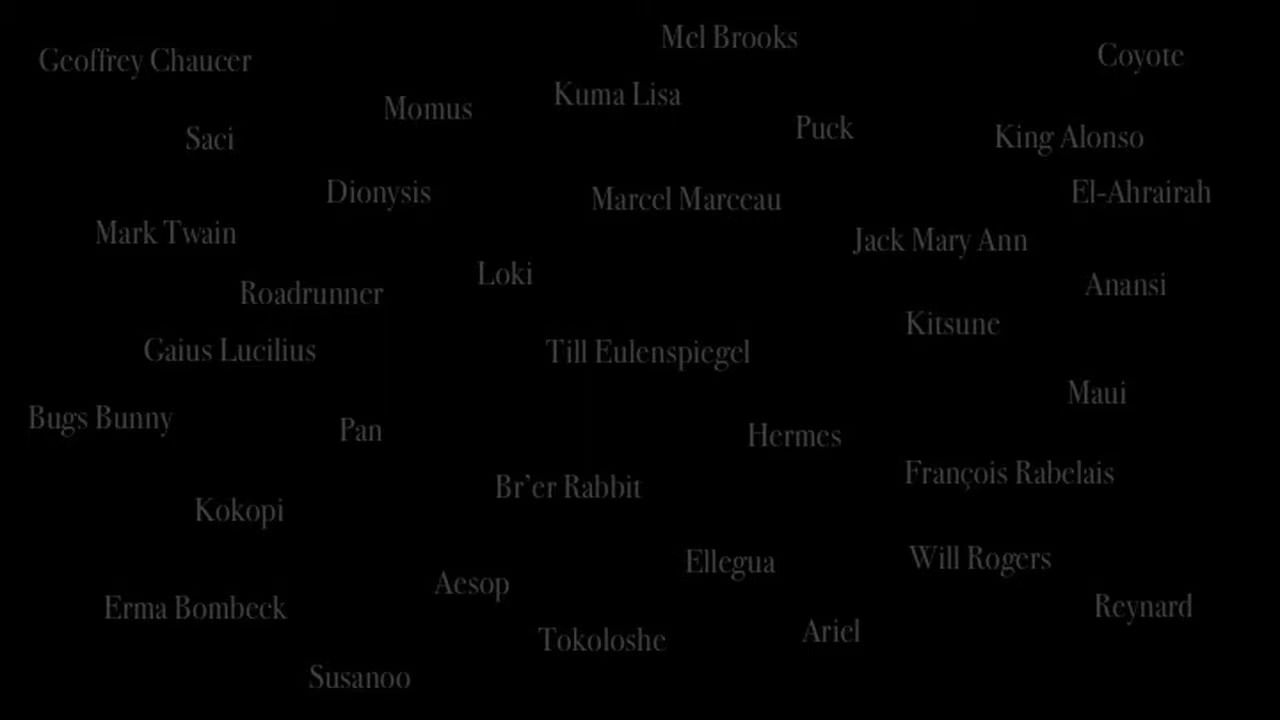 Mel Brooks
Geoffrey Chaucer
Coyote
Kuma Lisa
Momus
Puck
Saci
King Alonso
Dionysis
Marcel Marceau
El-Ahrairah
Mark Twain
Jack Mary Ann
Loki
Roadrunner
Anansi
Kitsune
Gaius Lucilius
Till Eulenspiegel
Maui
Bugs Bunny
Pan
Hermes
François Rabelais
Br’er Rabbit
Kokopi
Ellegua
Will Rogers
Aesop
Erma Bombeck
Reynard
Tokoloshe
Ariel
Susanoo